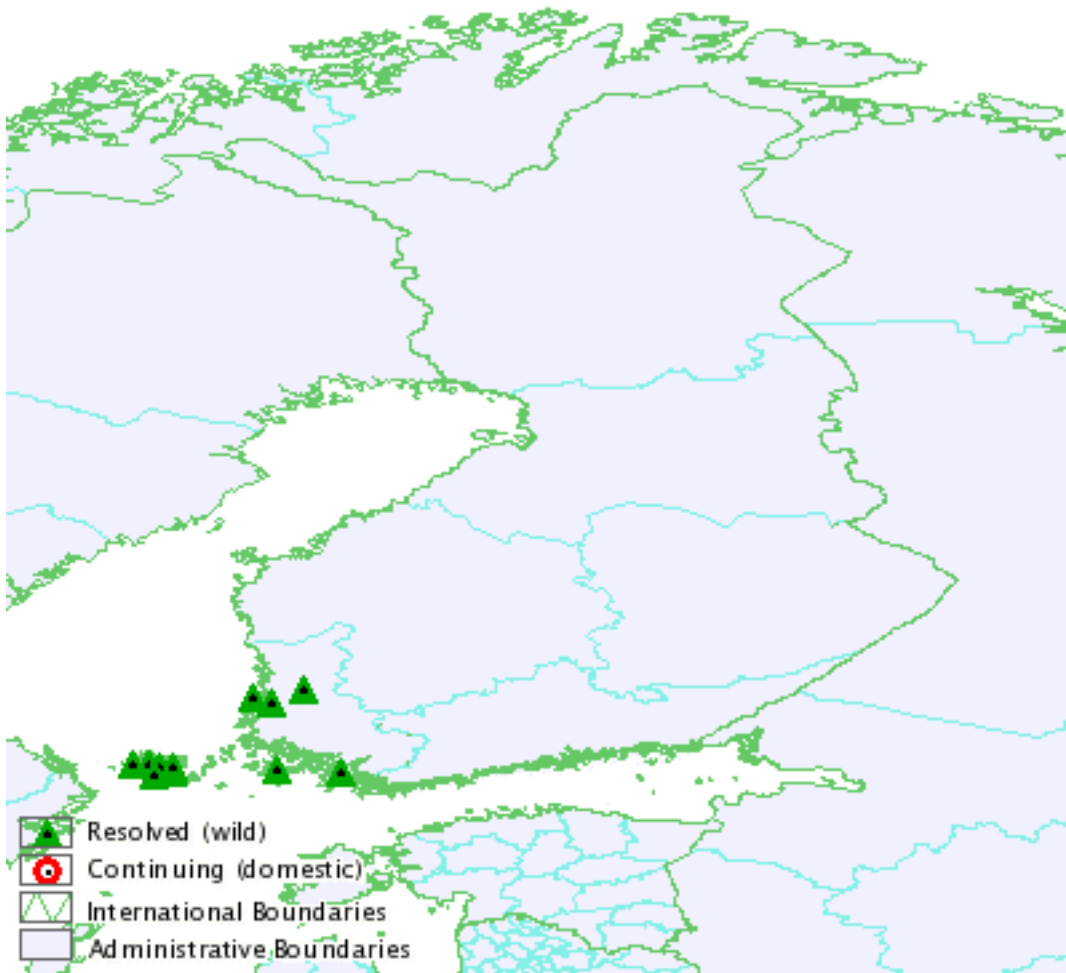 Resolved (wild)
Continuing (domestic)
International Boundaries
Administrative Boundaries